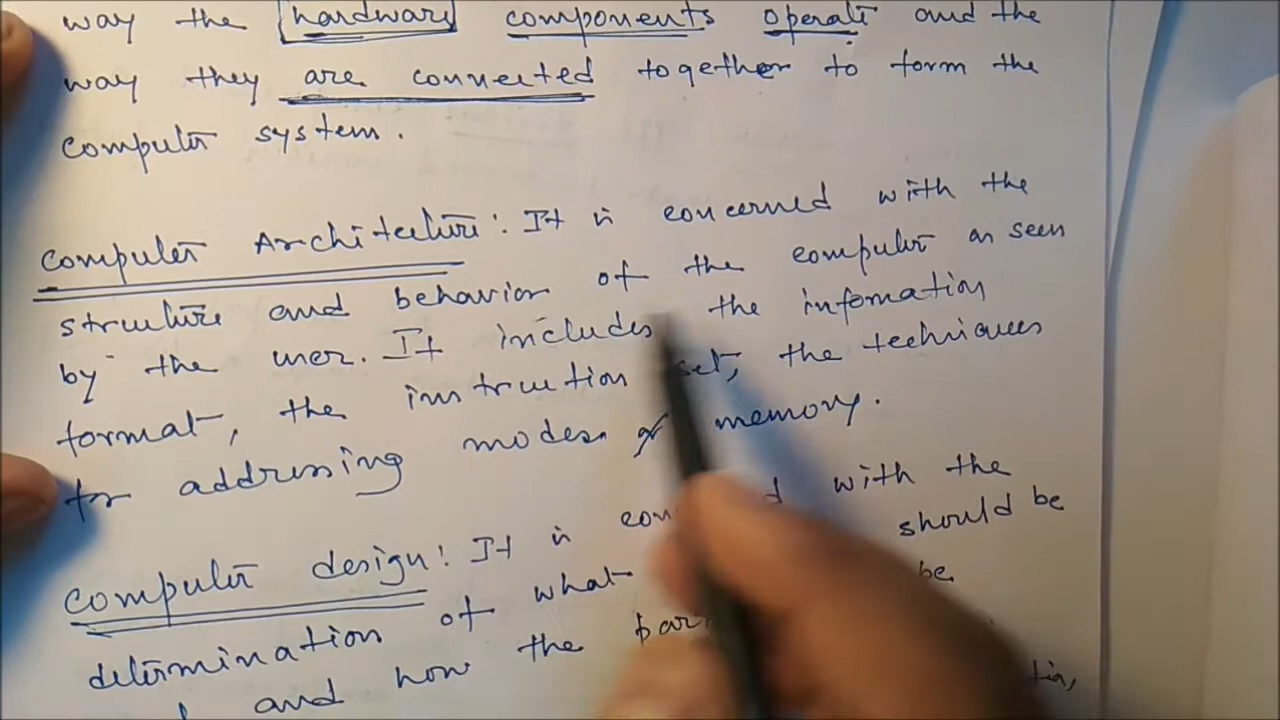 way the hardware components operate and the
way they are connected together to form the
computer system.
Computer Architecture: It is concerned with the
structure and behavior of the computer as seen
by the user. It includes the infomation
format, the instruction set, the techniques
for addressing modes of memory.
Computer design: It is with the
determination of what should be
and how the be